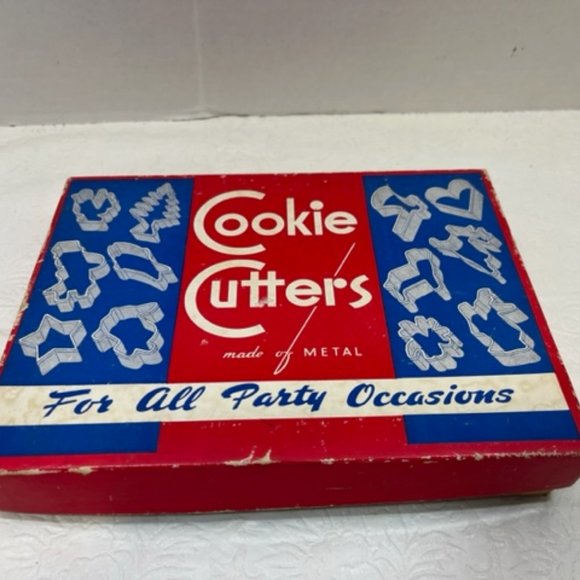 Cookie
Cutters
made of METAL
For All Party Occasions